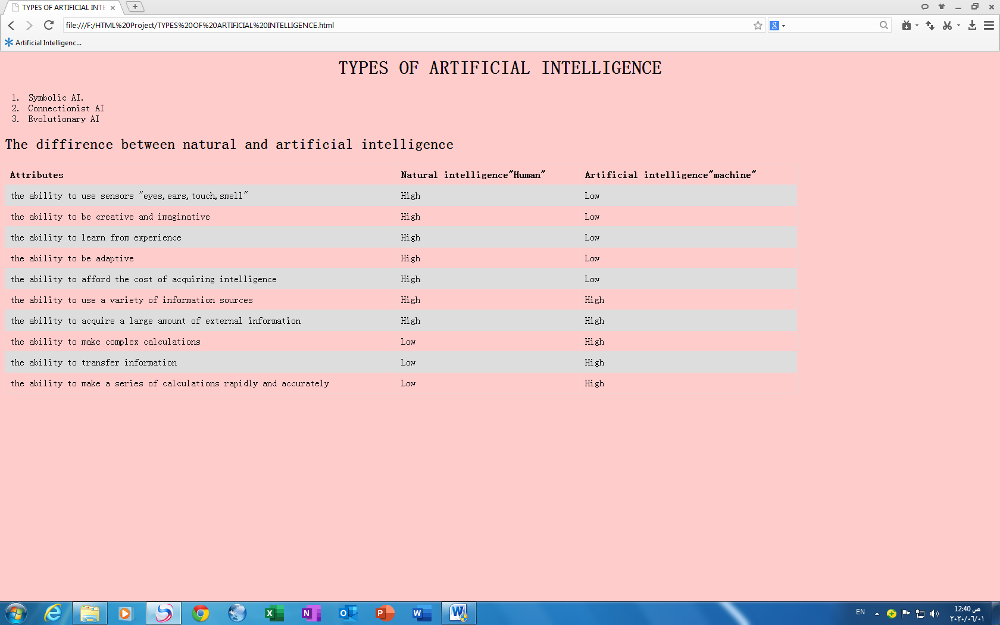 TYPES OF ARTIFICIAL INTE
file:///F:/HTML%20Project/TYPES%20OF%20ARTIFICIAL%20INTELLIGENCE.html
8
Artificial Intelligenc...
TYPES OF ARTIFICIAL INTELLIGENCE
1. Symbolic AI.
2. Connectionist AI
3. Evolutionary AI
The diffirence between natural and artificial intelligence
Attributes Natural intelligence"Human" Artificial intelligence"machine"
the ability to use sensors "eyes,ears,touch,smell" High Low
the ability to be creative and imaginative High Low
the ability to learn from experience High Low
the ability to be adaptive High Low
the ability to afford the cost of acquiring intelligence High Low
the ability to use a variety of information sources High High
the ability to acquire a large amount of external information High High
the ability to make complex calculations Low High
the ability to transfer information Low High
the ability to make a series of calculations rapidly and accurately Low High
EN
12:40 ص
٢٠٢٠/٠٦/٠١